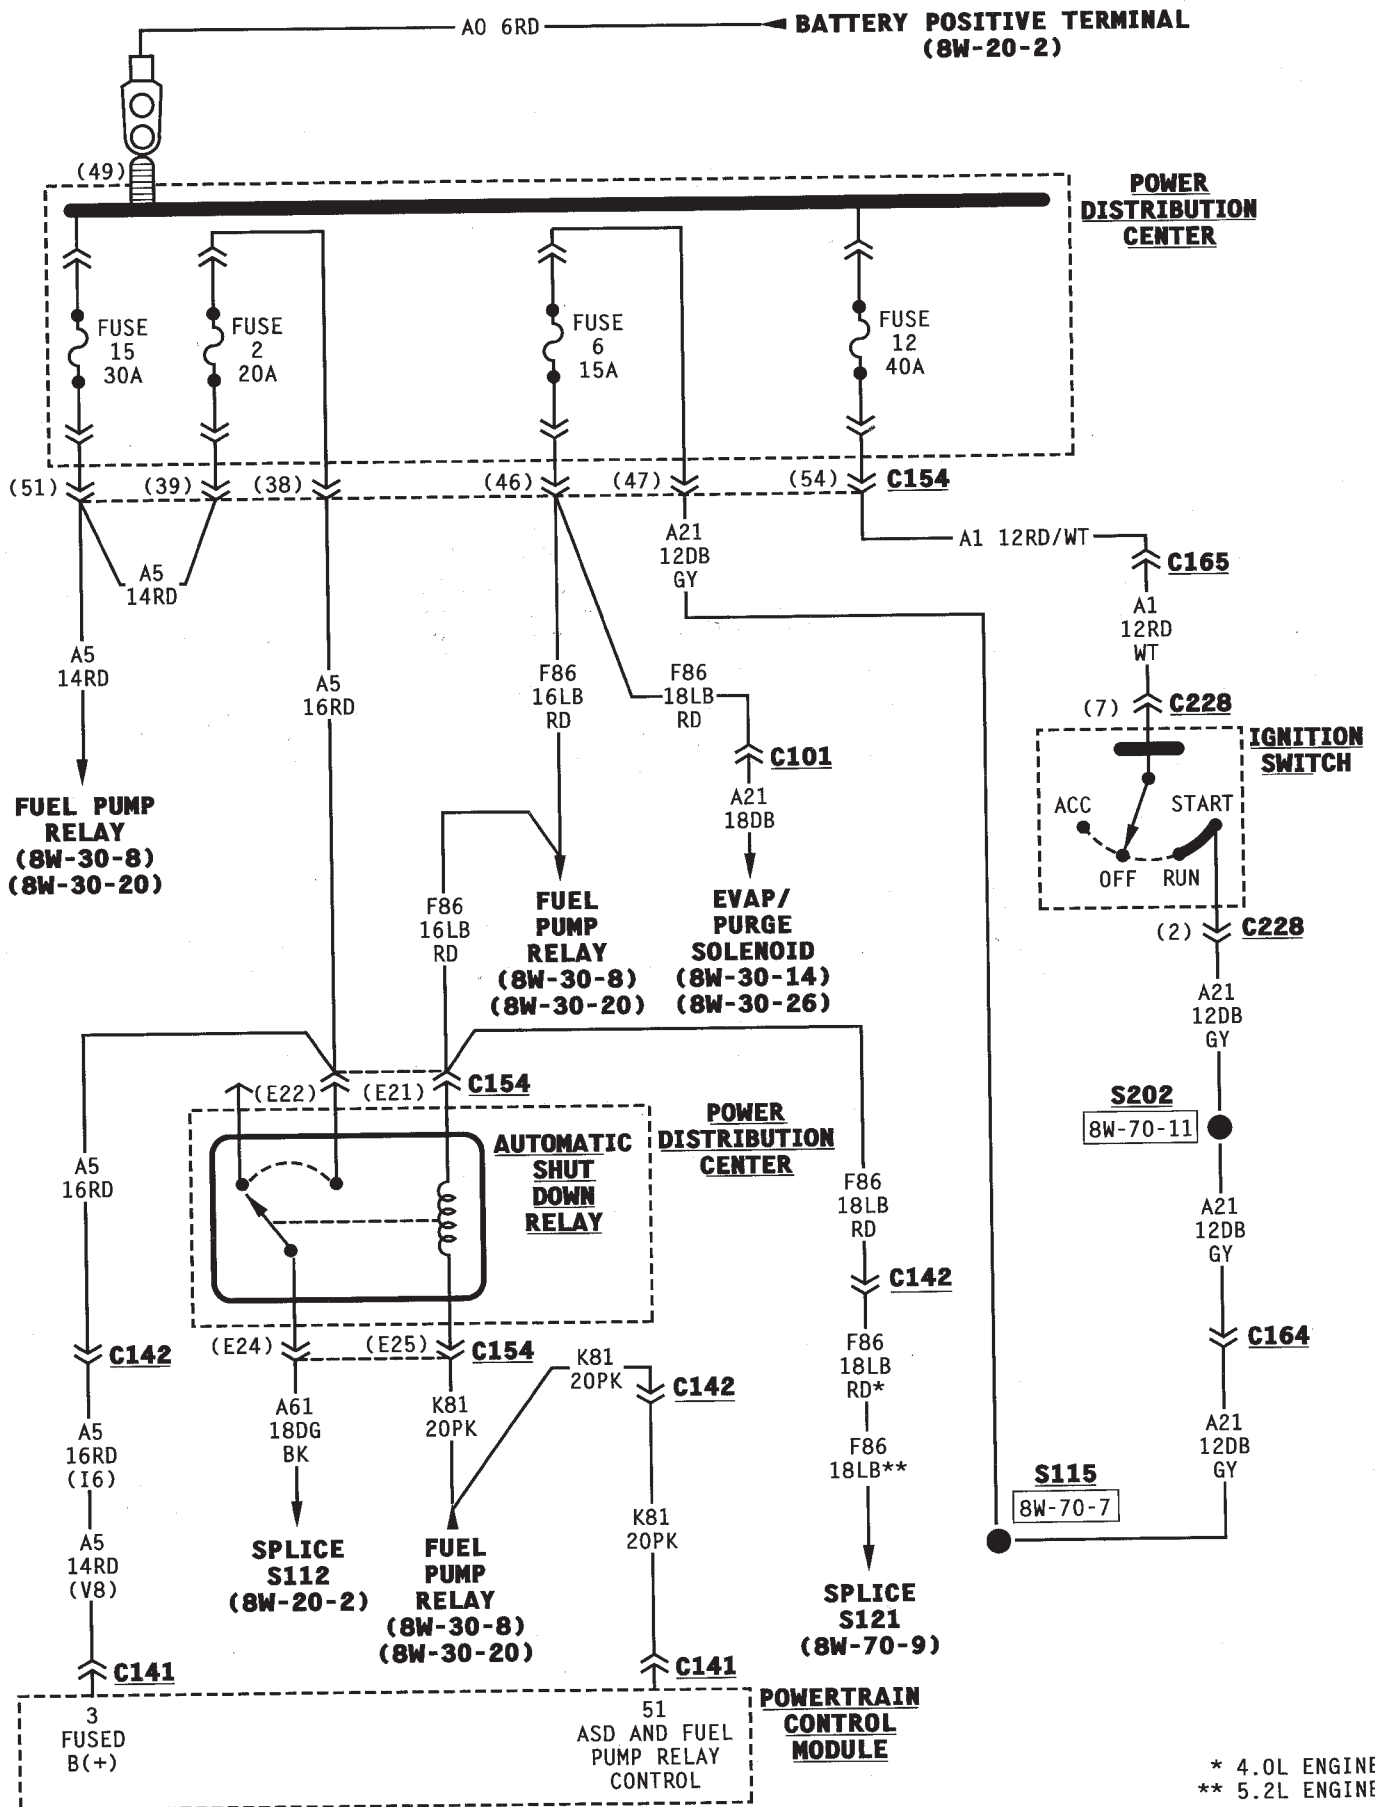 A0 6RD
BATTERY POSITIVE TERMINAL
(8W-20-2)
(49)
POWER
DISTRIBUTION
CENTER
FUSE
15
30A
FUSE
2
20A
FUSE
6
15A
FUSE
12
40A
(51)
(39)
(38)
(46)
(47)
(54)
C154
A5
14RD
A21
12DB
GY
A1 12RD/WT
C165
A1
12RD
WT
A5
14RD
A5
16RD
F86
16LB
RD
F86
18LB
RD
(7)
C228
IGNITION
SWITCH
C101
A21
18DB
ACC
START
OFF
RUN
FUEL PUMP
RELAY
(8W-30-8)
(8W-30-20)
F86
16LB
RD
FUEL
PUMP
RELAY
(8W-30-8)
(8W-30-20)
EVAP/
PURGE
SOLENOID
(8W-30-14)
(8W-30-26)
(2)
C228
A21
12DB
GY
(E22)
(E21)
C154
S202
8W-70-11
POWER
DISTRIBUTION
CENTER
AUTOMATIC
SHUT
DOWN
RELAY
A5
16RD
F86
18LB
RD
A21
12DB
GY
C142
C164
(E24)
(E25)
C154
C142
K81
20PK
C142
F86
18LB
RD*
A61
18DG
BK
K81
20PK
A5
16RD
(I6)
F86
18LB**
A21
12DB
GY
S115
8W-70-7
K81
20PK
A5
14RD
(V8)
SPLICE
S112
(8W-20-2)
FUEL
PUMP
RELAY
(8W-30-8)
(8W-30-20)
SPLICE
S121
(8W-70-9)
C141
C141
3
FUSED
B(+)
51
ASD AND FUEL
PUMP RELAY
CONTROL
POWERTRAIN
CONTROL
MODULE
* 4.0L ENGINE
** 5.2L ENGINE